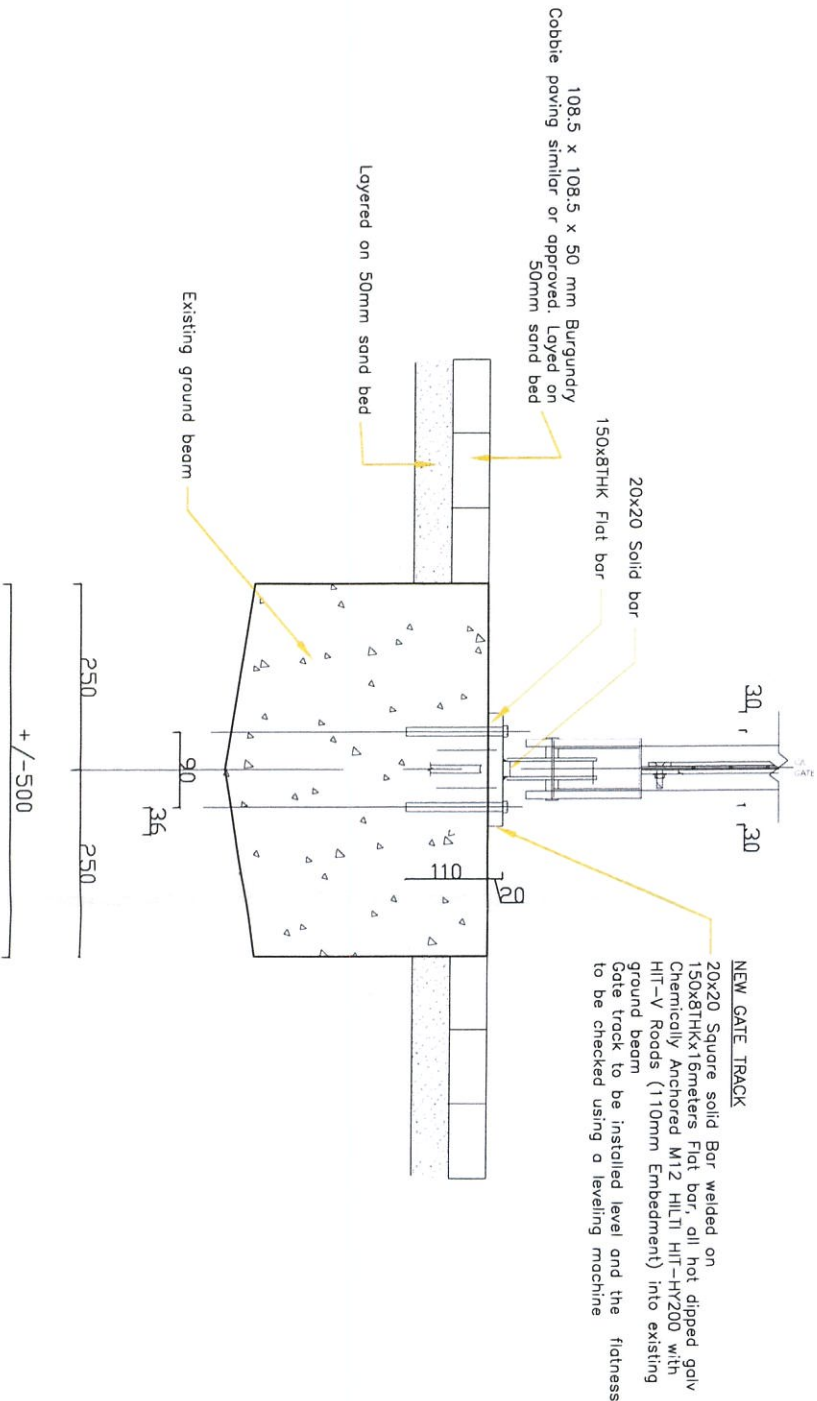 108.5 x 108.5 x 50 mm Burgundry
Cobbie paving similar or approved. Layed on
50mm sand bed
Layered on 50mm sand bed
Existing ground beam
150x8THK Flat bar
20x20 Solid bar
30
30
GATE
NEW GATE TRACK
20x20 Square solid Bar welded on
150x8THKx16meters Flat bar, all hot dipped galv
Chemically Anchored M12 HILTI HIT-HY200 with
HIT-V Roads (110mm Embedment) into existing
ground beam
Gate track to be installed level and the flatness
to be checked using a leveling machine
20
110
90
36
250
250
+/-500